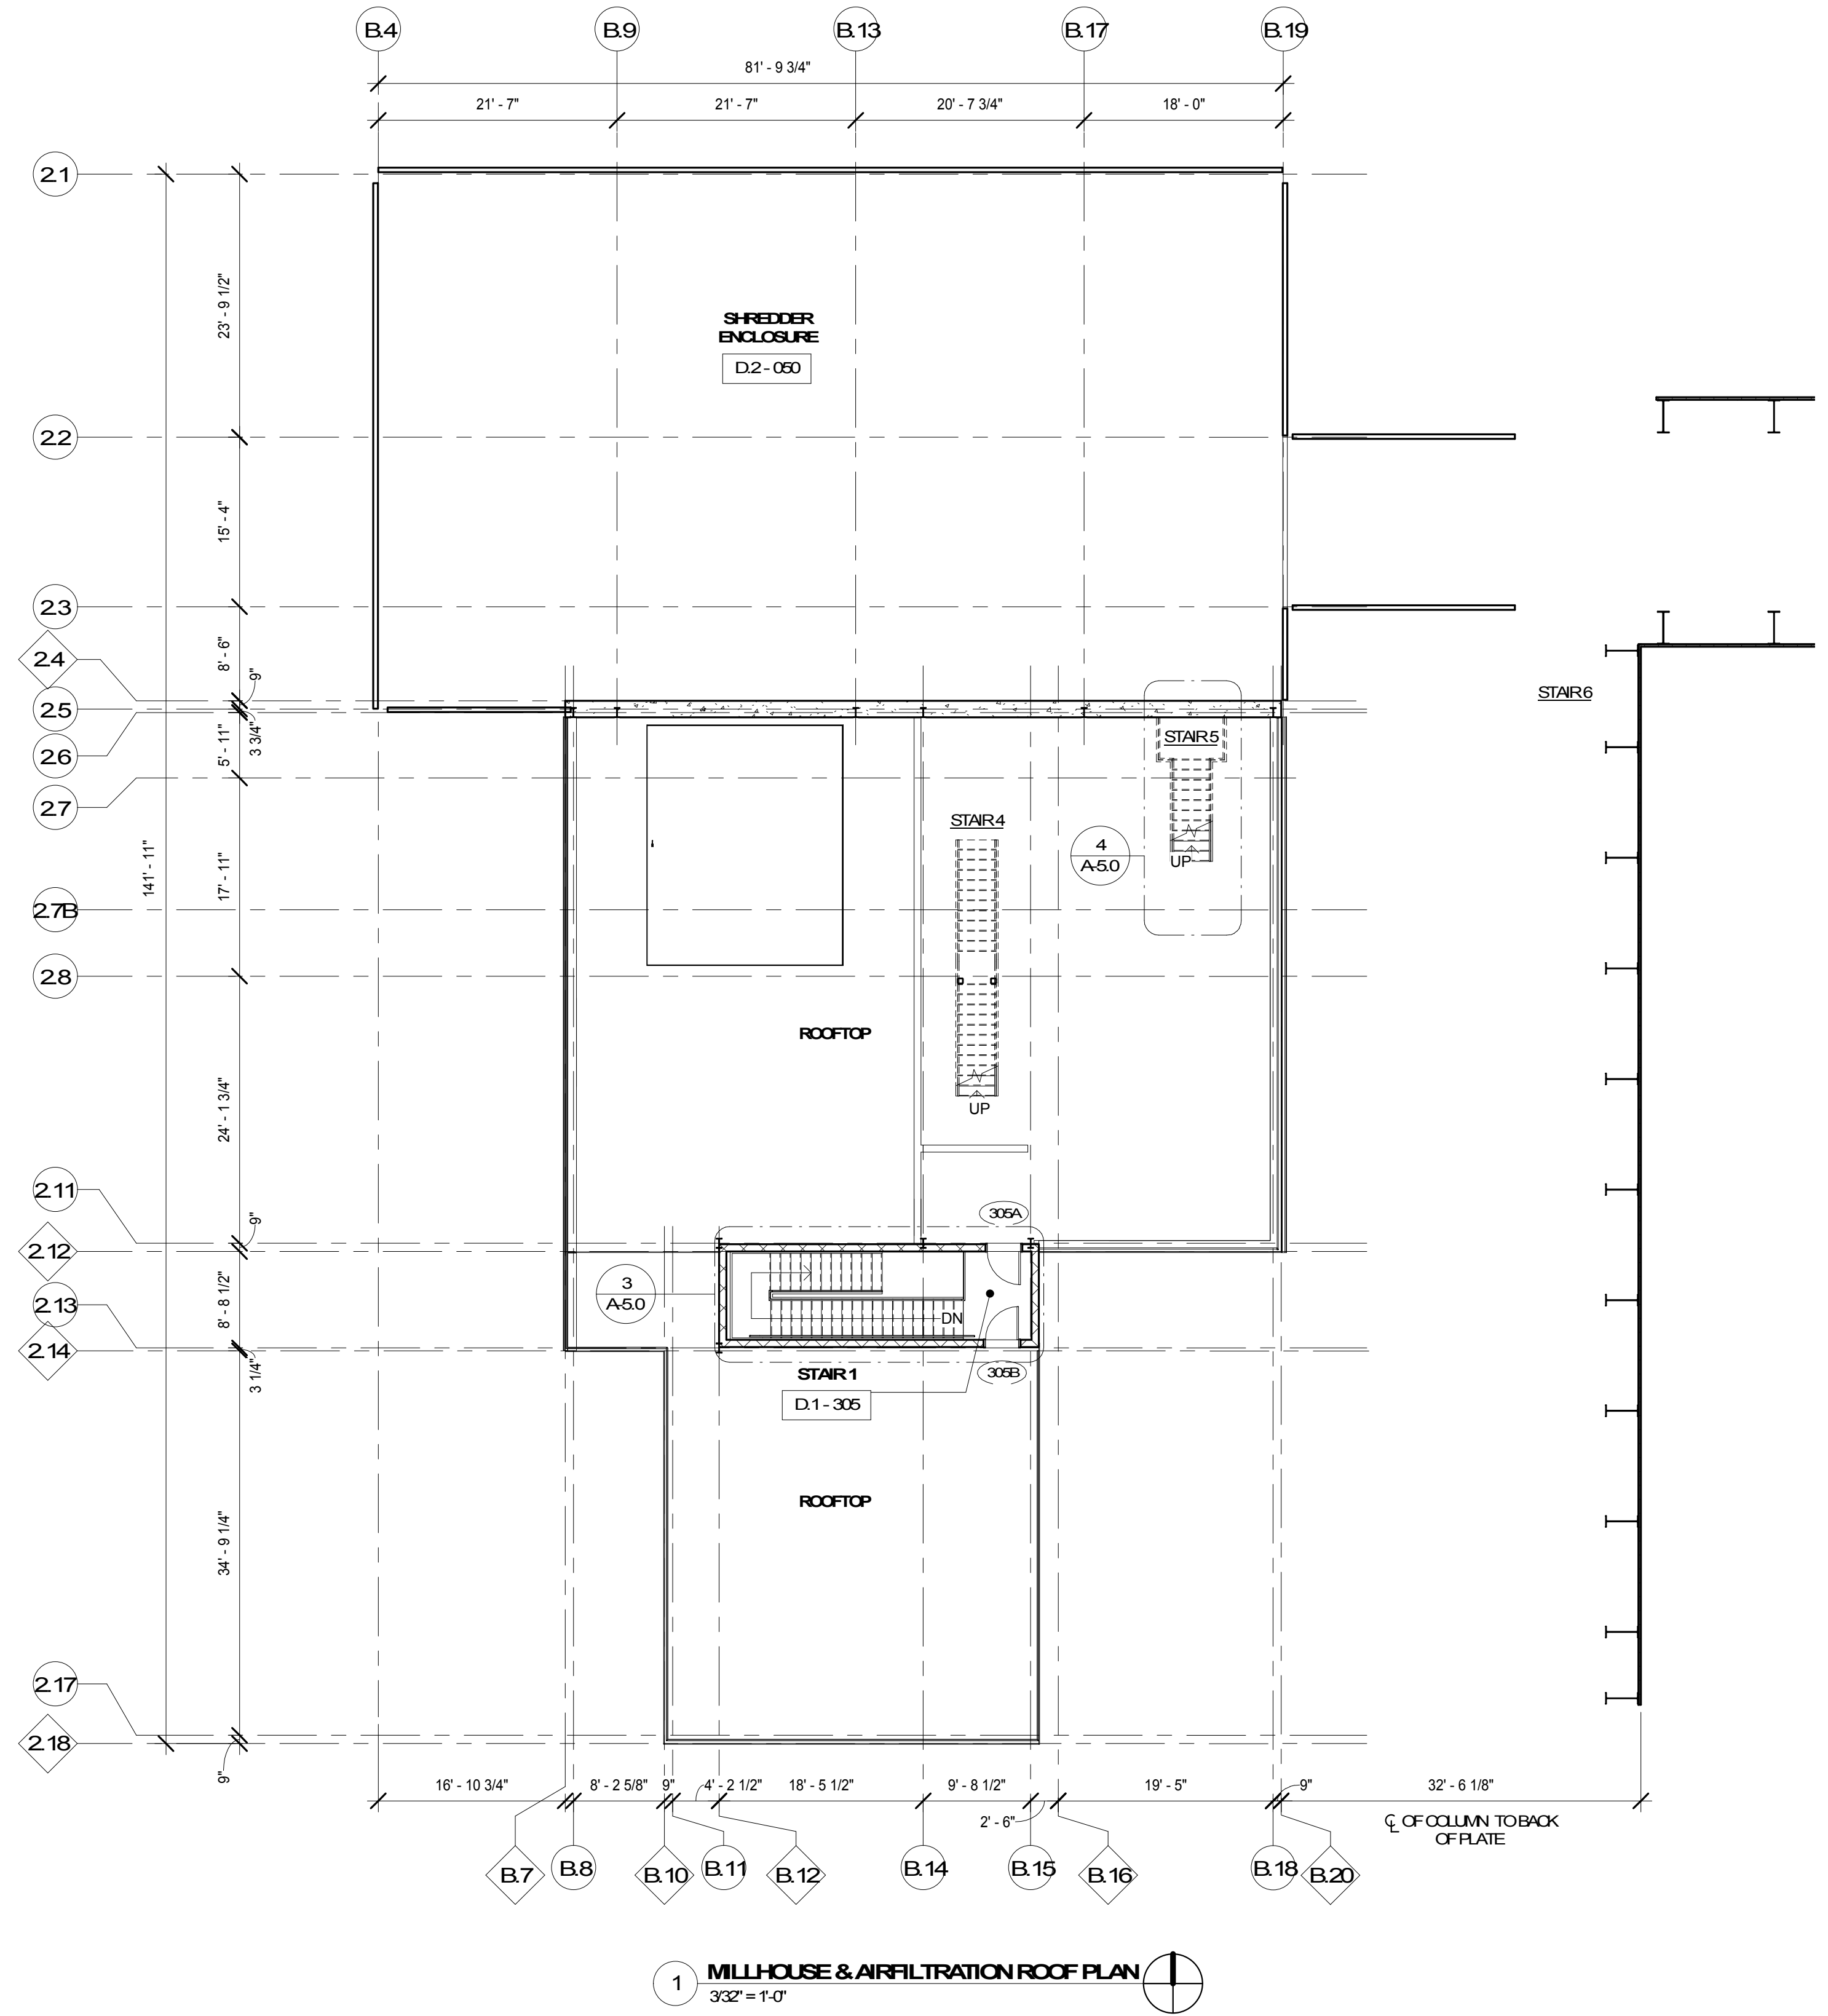 B.4 B.9 B.13 B.17 B.19
81' - 9 3/4"
21' - 7" 21' - 7" 20' - 7 3/4" 18' - 0"
2.1
23' - 9 1/2"
SHREDDER
ENCLOSURE
D.2 - 050
2.2
15' - 4"
2.3
8' - 6"
2.4
9"
STAIR 6
2.5
STAIR 5
5' - 11"
3 3/4"
2.6
2.7
STAIR 4
4
A-5.0
UP
141' - 11"
17' - 11"
2.7B
2.8
ROOFTOP
24' - 1 3/4"
UP
2.11
9"
305A
2.12
3
A-5.0
8' - 8 1/2"
2.13
DN
2.14
3 1/4"
STAIR 1
305B
D.1 - 305
ROOFTOP
34' - 9 1/4"
2.17
2.18
9"
16' - 10 3/4" 8' - 2 5/8" 9" 4' - 2 1/2" 18' - 5 1/2" 9' - 8 1/2" 19' - 5" 9" 32' - 6 1/8"
2' - 6"
℄ OF COLUMN TO BACK
OF PLATE
B.7 B.8 B.10 B.11 B.12 B.14 B.15 B.16 B.18 B.20
1 MILLHOUSE & AIRFILTRATION ROOF PLAN
3/32" = 1'-0"